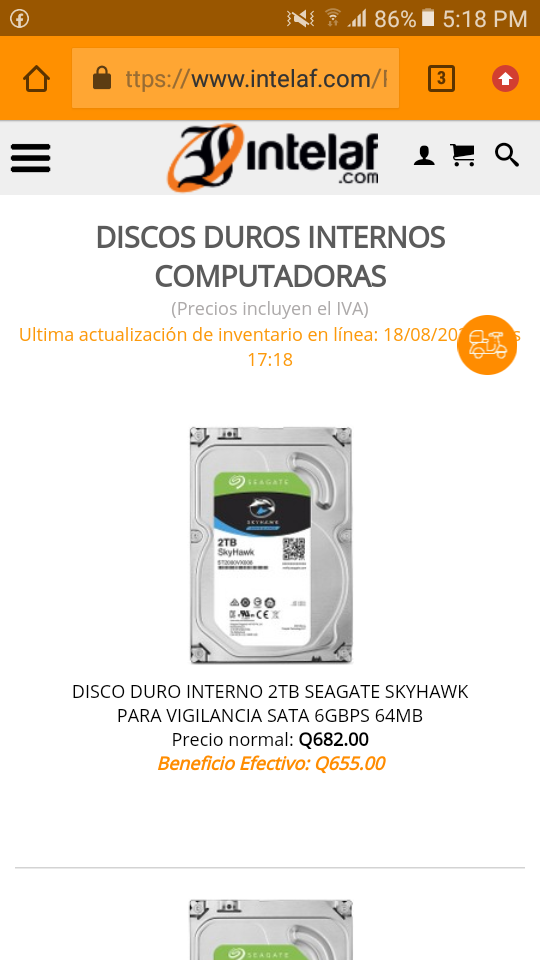 86% 5:18 PM
ttps://www.intelaf.com/
3
intelaf
.com
DISCOS DUROS INTERNOS
COMPUTADORAS
(Precios incluyen el IVA)
Ultima actualización de inventario en línea: 18/08/20
17:18
SEAGATE
SKYHAWK
2TB
SkyHawk
DISCO DURO INTERNO 2TB SEAGATE SKYHAWK
PARA VIGILANCIA SATA 6GBPS 64MB
Precio normal: Q682.00
Beneficio Efectivo: Q655.00
SEAGATE